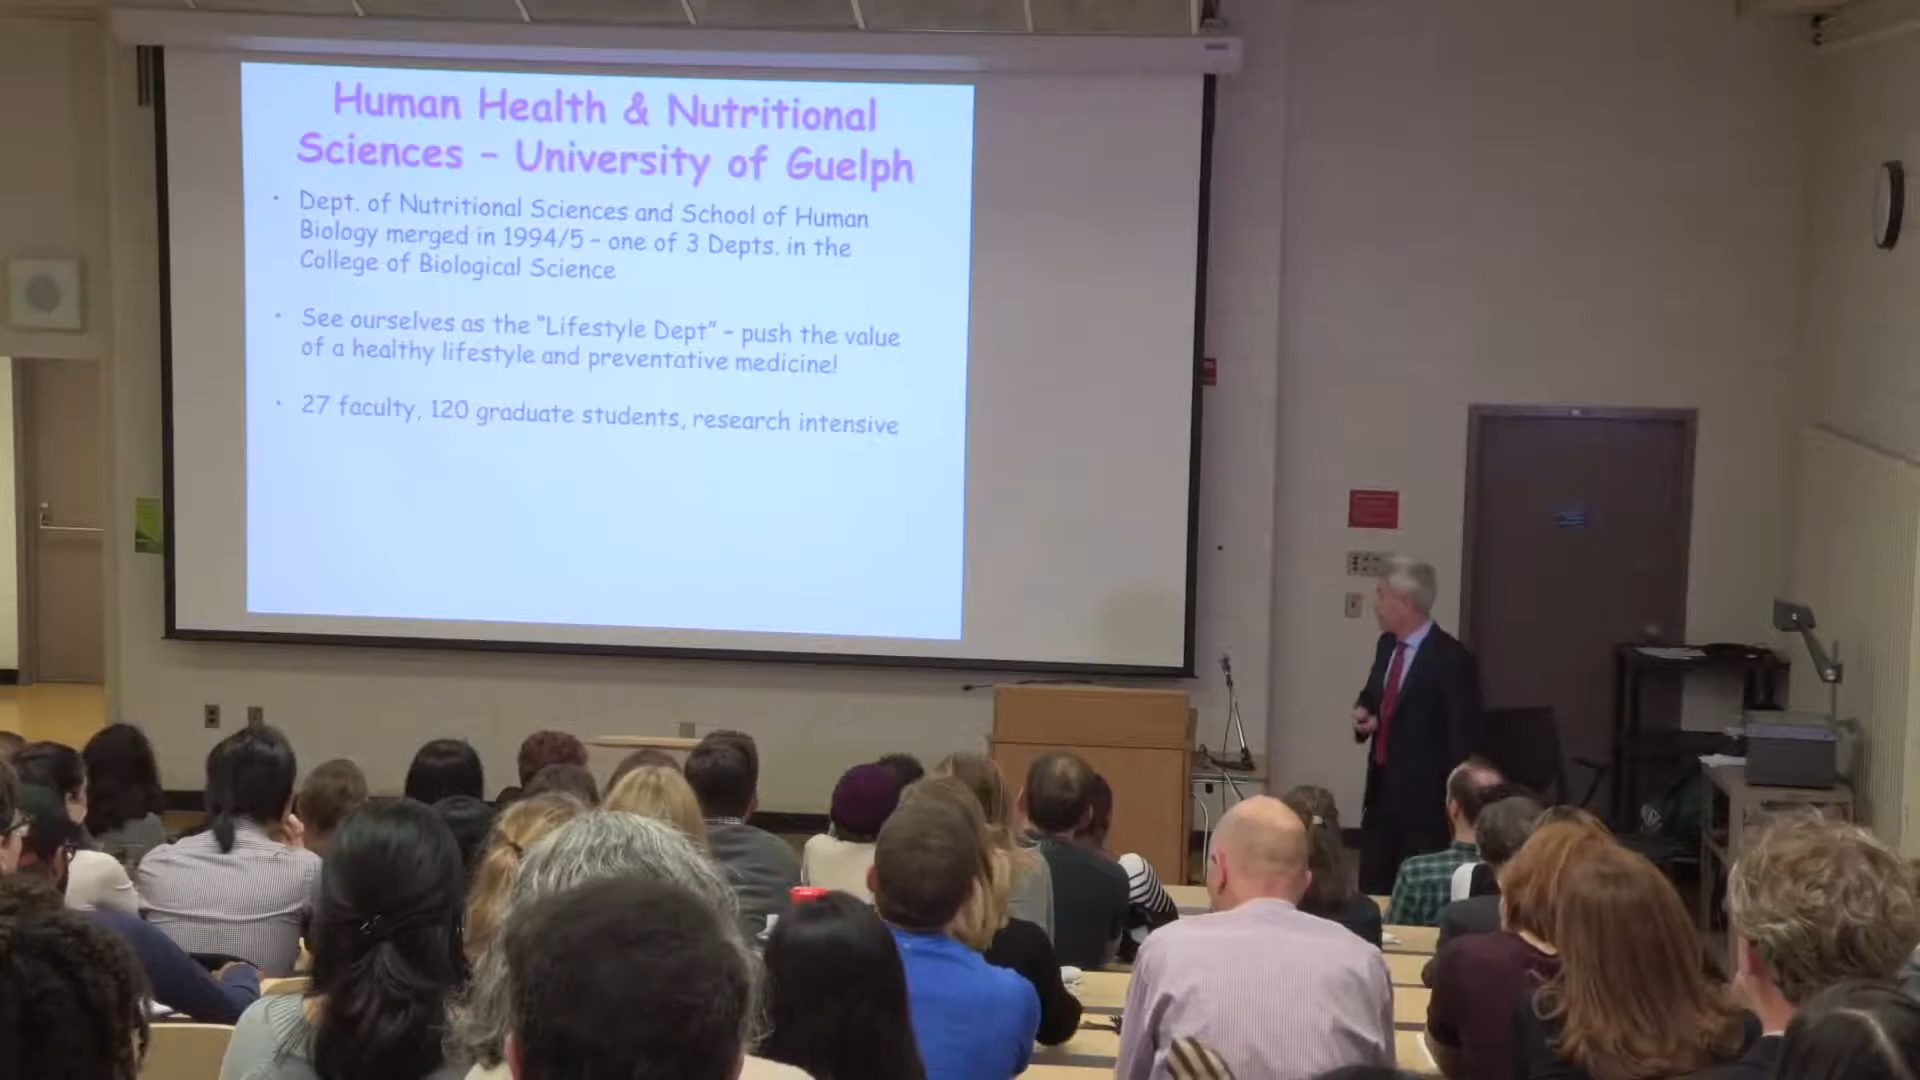 Human Health & Nutritional
Sciences – University of Guelph
• Dept. of Nutritional Sciences and School of Human
Biology merged in 1994/5 – one of 3 Depts. in the
College of Biological Science
• See ourselves as the “Lifestyle Dept” – push the value
of a healthy lifestyle and preventative medicine!
• 27 faculty, 120 graduate students, research intensive